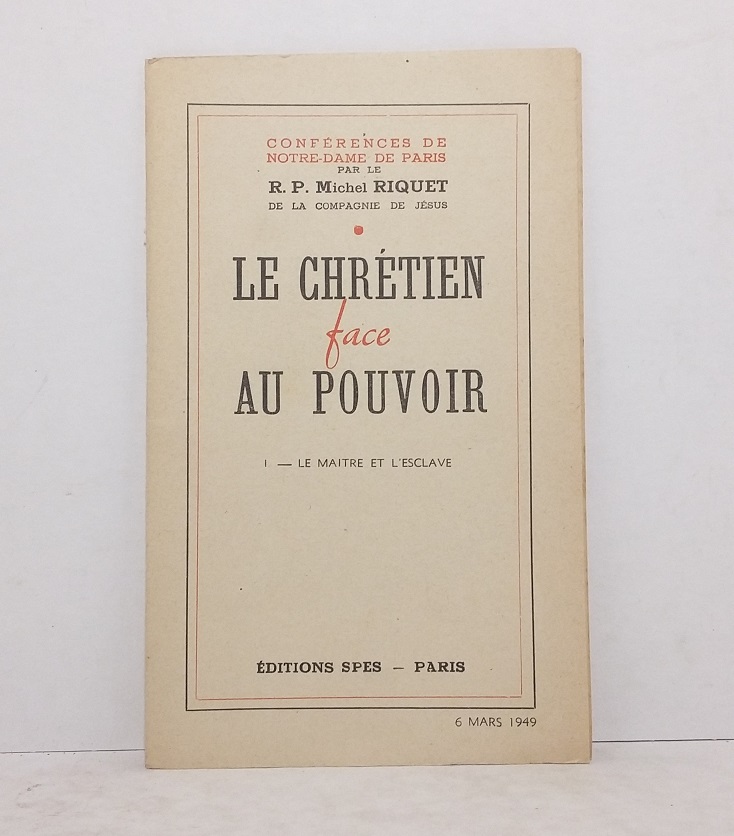 CONFÉRENCES DE
NOTRE-DAME DE PARIS
PAR LE
R. P. Michel RIQUET
DE LA COMPAGNIE DE JÉSUS
LE CHRÉTIEN
face
AU POUVOIR
I — LE MAITRE ET L'ESCLAVE
ÉDITIONS SPES — PARIS
6 MARS 1949